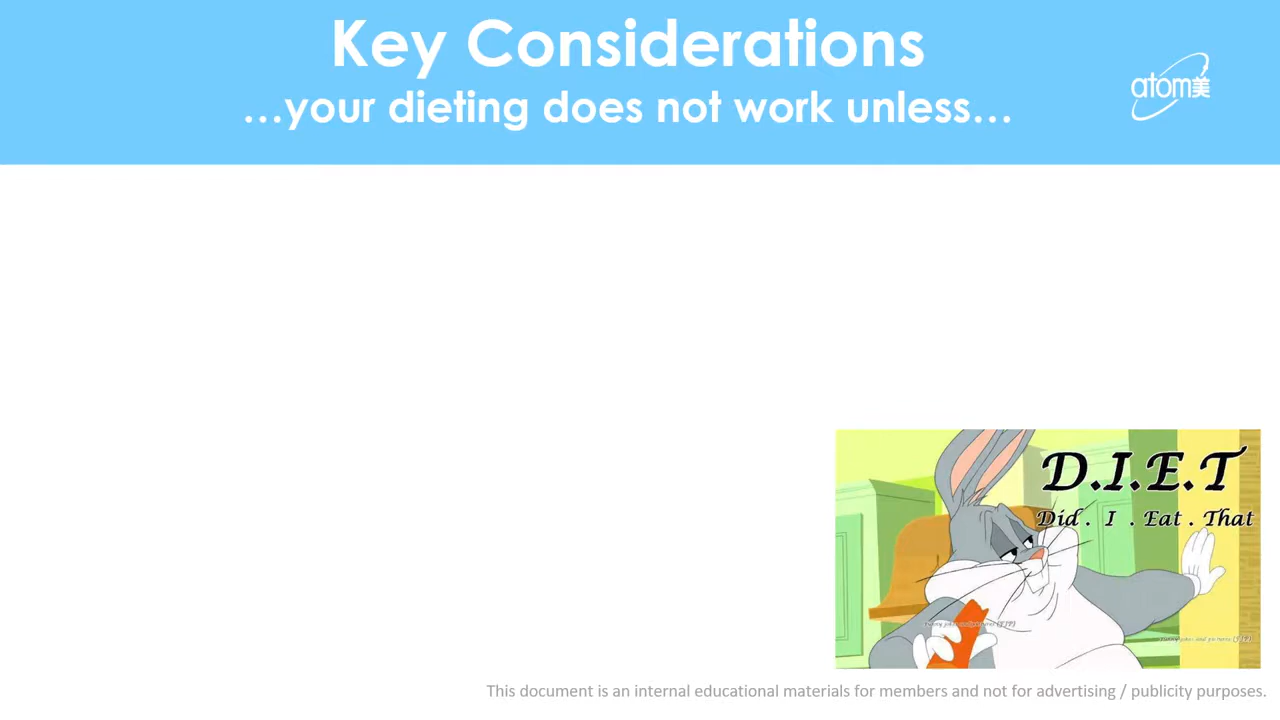 Key Considerations
...your dieting does not work unless...
atom美
D.I.E.T
Did . I . Eat . That
This document is an internal educational materials for members and not for advertising / publicity purposes.